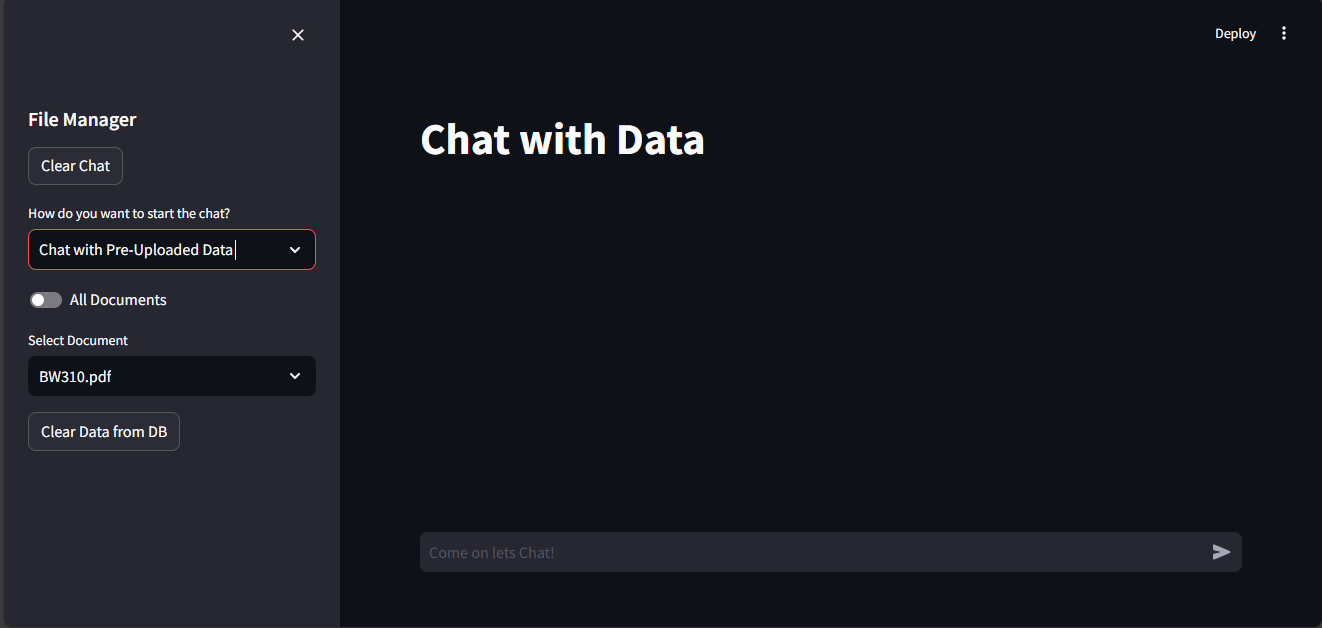 File Manager
Clear Chat
How do you want to start the chat?
Chat with Pre-Uploaded Data
All Documents
Select Document
BW310.pdf
Clear Data from DB
Deploy
Chat with Data
Come on lets Chat!